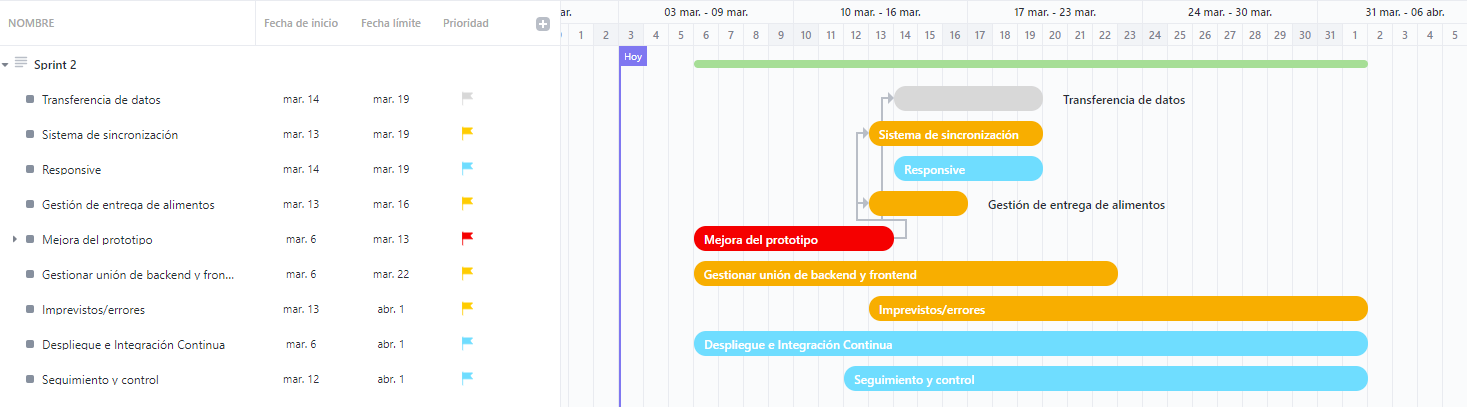 NOMBRE Fecha de inicio Fecha límite Prioridad
ar. 03 mar. - 09 mar. 10 mar. - 16 mar. 17 mar. - 23 mar. 24 mar. - 30 mar. 31 mar. - 06 abr.
1 2 3 4 5 6 7 8 9 10 11 12 13 14 15 16 17 18 19 20 21 22 23 24 25 26 27 28 29 30 31 1 2 3 4 5
Hoy
Sprint 2
Transferencia de datos mar. 14 mar. 19 Transferencia de datos
Sistema de sincronización mar. 13 mar. 19 Sistema de sincronización
Responsive mar. 14 mar. 19 Responsive
Gestión de entrega de alimentos mar. 13 mar. 16 Gestión de entrega de alimentos
Mejora del prototipo mar. 6 mar. 13 Mejora del prototipo
Gestionar unión de backend y fron... mar. 6 mar. 22 Gestionar unión de backend y frontend
Imprevistos/errores mar. 13 abr. 1 Imprevistos/errores
Despliegue e Integración Continua mar. 6 abr. 1 Despliegue e Integración Continua
Seguimiento y control mar. 12 abr. 1 Seguimiento y control